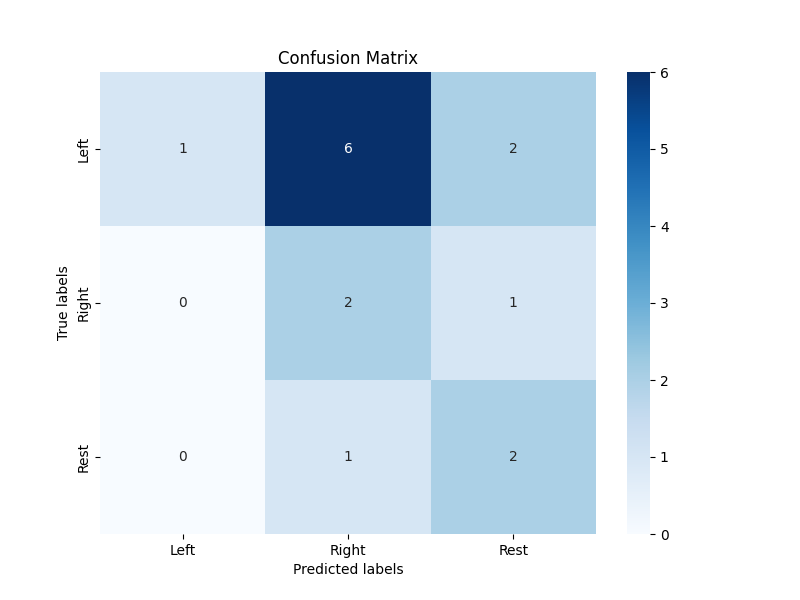 Confusion Matrix
True labels
Left
1 6 2
Right
0 2 1
Rest
0 1 2
Left Right Rest
Predicted labels
6
5
4
3
2
1
0